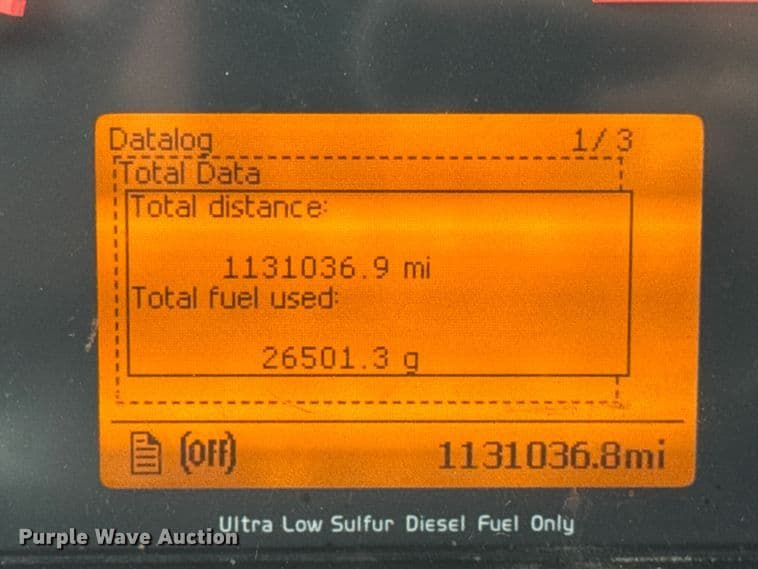 Datalog 1/3
Total Data
Total distance:
1131036.9 mi
Total fuel used:
26501.3 g
(OFF) 1131036.8mi
Ultra Low Sulfur Diesel Fuel Only
Purple Wave Auction